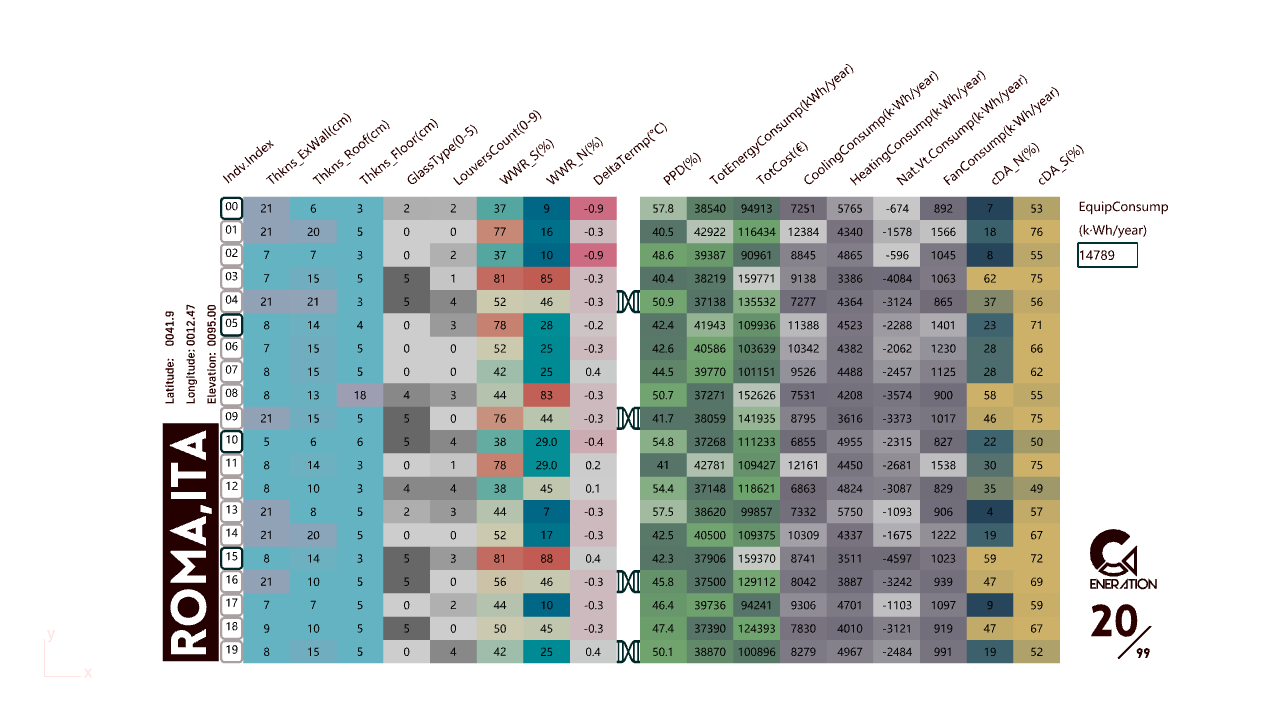 Indv.Index Thkns_ExWall(cm) Thkns_Roof(cm) Thkns_Floor(cm) GlassType(0-5) LouversCount(0-9) WWR_S(%) WWR_N(%) DeltaTermp(°C) PPD(%) TotEnergyConsump(kWh/year) TotCost(€) CoolingConsump(k·Wh/year) HeatingConsump(k·Wh/year) Nat.Vt.Consump(k·Wh/year) FanConsump(k·Wh/year) cDA_N(%) cDA_S(%)
00 21 6 3 2 2 37 9 -0.9 57.8 38540 94913 7251 5765 -674 892 7 53
01 21 20 5 0 0 77 16 -0.3 40.5 42922 116434 12384 4340 -1578 1566 18 76
02 7 7 3 0 2 37 10 -0.9 48.6 39387 90961 8845 4865 -596 1045 8 55
03 7 15 5 5 1 81 85 -0.3 40.4 38219 159771 9138 3386 -4084 1063 62 75
04 21 21 3 5 4 52 46 -0.3 50.9 37138 135532 7277 4364 -3124 865 37 56
05 8 14 4 0 3 78 28 -0.2 42.4 41943 109936 11388 4523 -2288 1401 23 71
06 7 15 5 0 0 52 25 -0.3 42.6 40586 103639 10342 4382 -2062 1230 28 66
07 8 15 5 0 0 42 25 0.4 44.5 39770 101151 9526 4488 -2457 1125 28 62
08 8 13 18 4 3 44 83 -0.3 50.7 37271 152626 7531 4208 -3574 900 58 55
09 21 15 5 5 0 76 44 -0.3 41.7 38059 141935 8795 3616 -3373 1017 46 75
10 5 6 6 5 4 38 29.0 -0.4 54.8 37268 111233 6855 4955 -2315 827 22 50
11 8 14 3 0 1 78 29.0 0.2 41 42781 109427 12161 4450 -2681 1538 30 75
12 8 10 3 4 4 38 45 0.1 54.4 37148 118621 6863 4824 -3087 829 35 49
13 21 8 5 2 3 44 7 -0.3 57.5 38620 99857 7332 5750 -1093 906 4 57
14 21 20 5 0 0 52 17 -0.3 42.5 40500 109375 10309 4337 -1675 1222 19 67
15 8 14 3 5 3 81 88 0.4 42.3 37906 159370 8741 3511 -4597 1023 59 72
16 21 10 5 5 0 56 46 -0.3 45.8 37500 129112 8042 3887 -3242 939 47 69
17 7 7 5 0 2 44 10 -0.3 46.4 39736 94241 9306 4701 -1103 1097 9 59
18 9 10 5 5 0 50 45 -0.3 47.4 37390 124393 7830 4010 -3121 919 47 67
19 8 15 5 0 4 42 25 0.4 50.1 38870 100896 8279 4967 -2484 991 19 52
EquipConsump
(k·Wh/year)
14789
Latitude: 0041.9
Longitude: 0012.47
Elevation: 0095.00
ROMA,ITA
ENERATION
20/99
y
x